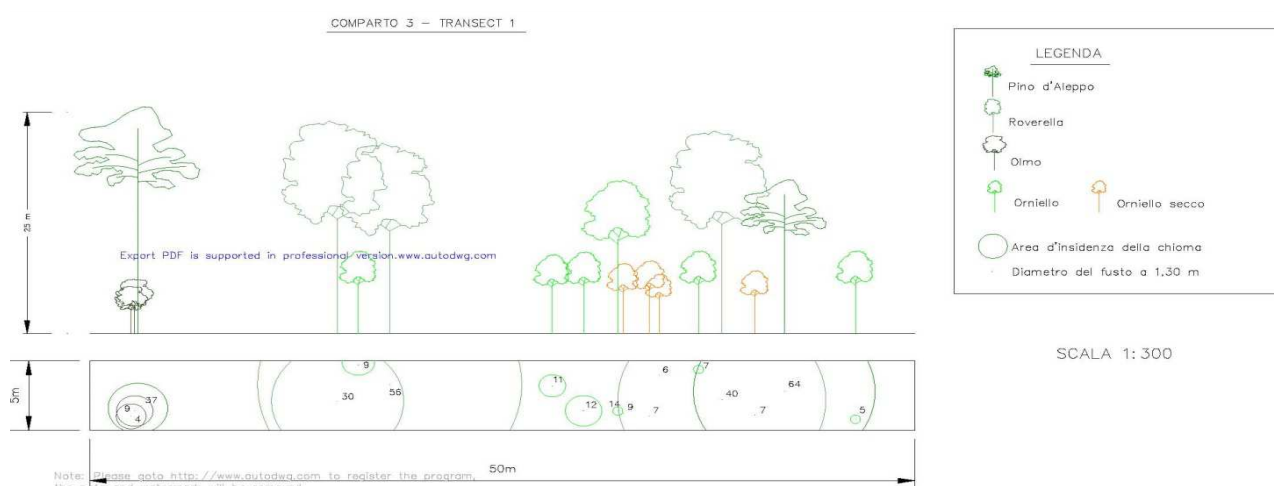 COMPARTO 3 - TRANSECT 1
LEGENDA
Pino d'Aleppo
Roverella
Olmo
Orniello
Orniello secco
Area d'insidenza della chioma
Diametro del fusto a 1,30 m
SCALA 1:300
25 m
Export PDF is supported in professional version.www.autodwg.com
5m
9
37
4
9
30
56
11
12
14
9
6
7
7
40
64
7
5
50m
Note: Please goto http://www.autodwg.com to register the program,